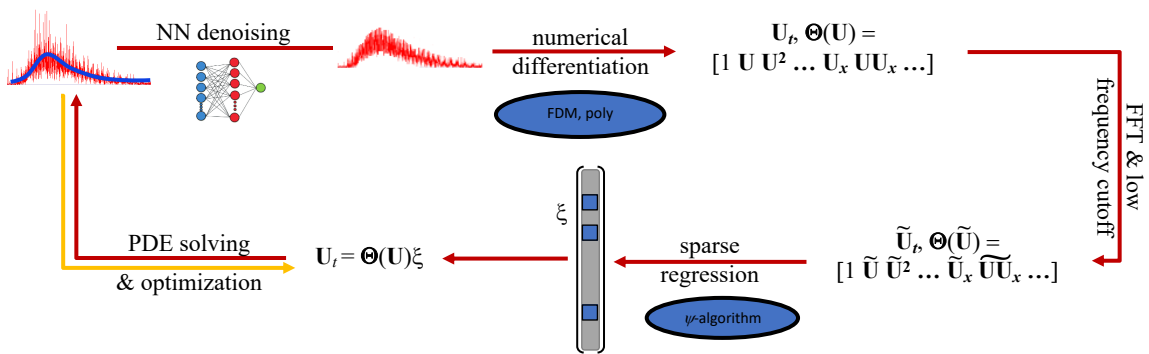 NN denoising
numerical
differentiation
FDM, poly
U_t, Θ(U) =
[1 U U² … U_x UU_x …]
FFT & low
frequency cutoff
Ũ_t, Θ(Ũ) =
[1 Ũ Ũ² … Ũ_x ŨU_x …]
sparse
regression
ψ-algorithm
ξ
U_t = Θ(U)ξ
PDE solving
& optimization